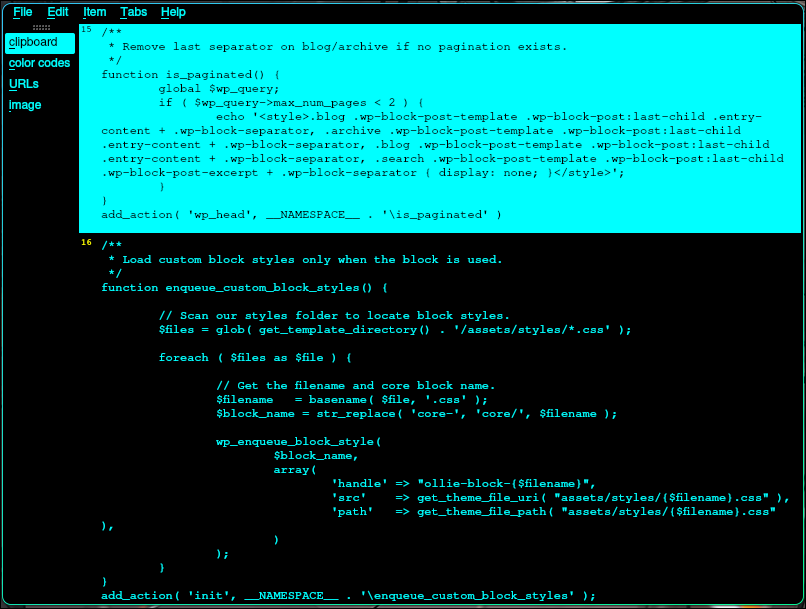 File Edit Item Tabs Help
clipboard
color codes
URLs
image
15
/**
 * Remove last separator on blog/archive if no pagination exists.
 */
function is_paginated() {
        global $wp_query;
        if ( $wp_query->max_num_pages < 2 ) {
                echo '<style>.blog .wp-block-post-template .wp-block-post:last-child .entry-
content + .wp-block-separator, .archive .wp-block-post-template .wp-block-post:last-child
.entry-content + .wp-block-separator, .blog .wp-block-post-template .wp-block-post:last-child
.entry-content + .wp-block-separator, .search .wp-block-post-template .wp-block-post:last-child
.wp-block-post-excerpt + .wp-block-separator { display: none; }</style>';
        }
}
add_action( 'wp_head', __NAMESPACE__ . '\is_paginated' )
16
/**
 * Load custom block styles only when the block is used.
 */
function enqueue_custom_block_styles() {
        // Scan our styles folder to locate block styles.
        $files = glob( get_template_directory() . '/assets/styles/*.css' );
        foreach ( $files as $file ) {
                // Get the filename and core block name.
                $filename   = basename( $file, '.css' );
                $block_name = str_replace( 'core-', 'core/', $filename );
                wp_enqueue_block_style(
                        $block_name,
                        array(
                                'handle' => "ollie-block-{$filename}",
                                'src'    => get_theme_file_uri( "assets/styles/{$filename}.css" ),
                                'path'   => get_theme_file_path( "assets/styles/{$filename}.css"
),
                        )
                );
        }
}
add_action( 'init', __NAMESPACE__ . '\enqueue_custom_block_styles' );